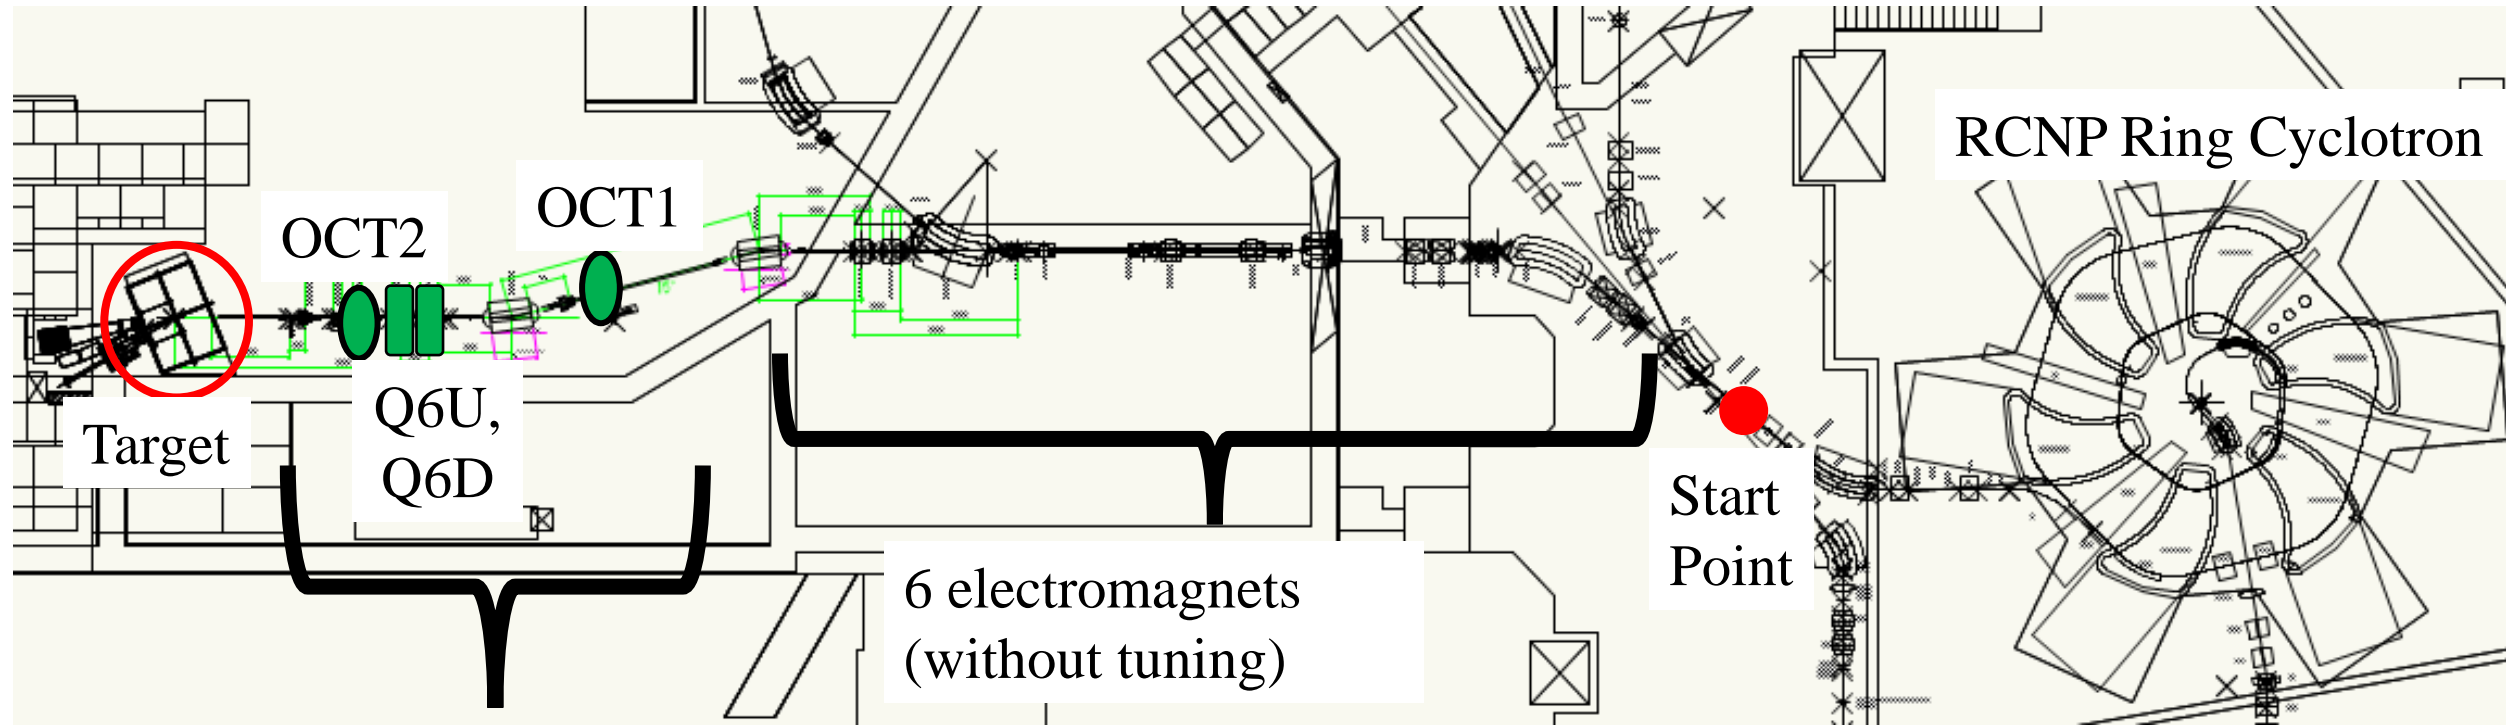 RCNP Ring Cyclotron
OCT1
OCT2
Q6U,
Q6D
Target
Start
Point
6 electromagnets
(without tuning)